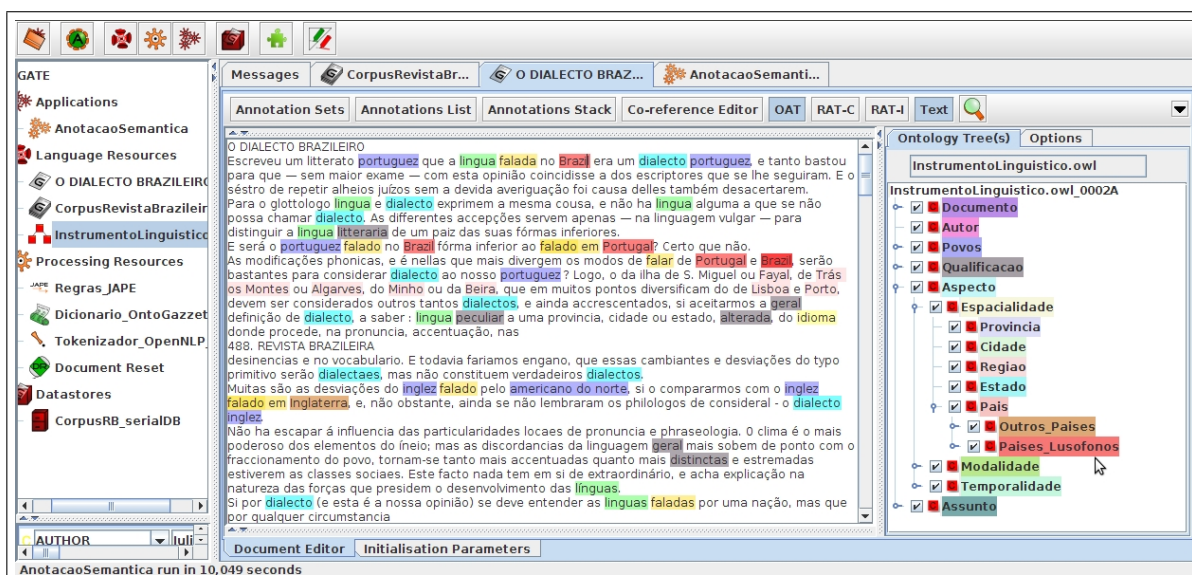 GATE
Applications
AnotacaoSemantica
Language Resources
O DIALECTO BRAZILEIRO
CorpusRevistaBrazileir
InstrumentoLinguistico
Processing Resources
Regras_JAPE
Dicionario_OntoGazzet
Tokenizador_OpenNLP_
Document Reset
Datastores
CorpusRB_serialDB
AUTHOR
Messages CorpusRevistaBr... O DIALECTO BRAZ... AnotacaoSemanti...
Annotation Sets Annotations List Annotations Stack Co-reference Editor OAT RAT-C RAT-I Text
O DIALECTO BRAZILEIRO
Escreveu um litterato portuguez que a lingua falada no Brazil era um dialecto portuguez, e tanto bastou
para que — sem maior exame — com esta opinião coincidisse a dos escriptores que se lhe seguiram. E o
séstro de repetir alheios juízos sem a devida averiguação foi causa delles também desacertarem.
Para o glottologo lingua e dialecto exprimem a mesma cousa, e não ha lingua alguma a que se não
possa chamar dialecto. As differentes accepções servem apenas — na linguagem vulgar — para
distinguir a lingua litteraria de um paiz das suas fórmas inferiores.
E será o portuguez falado no Brazil fórma inferior ao falado em Portugal? Certo que não.
As modificações phonicas, e é nellas que mais divergem os modos de falar de Portugal e Brazil, serão
bastantes para considerar dialecto ao nosso portuguez ? Logo, o da ilha de S. Miguel ou Fayal, de Trás
os Montes ou Algarves, do Minho ou da Beira, que em muitos pontos diversificam do de Lisboa e Porto,
devem ser considerados outros tantos dialectos, e ainda accrescentados, si aceitarmos a geral
definição de dialecto, a saber : lingua peculiar a uma provincia, cidade ou estado, alterada, do idioma
donde procede, na pronuncia, accentuação, nas
488. REVISTA BRAZILEIRA
desinencias e no vocabulario. E todavia fariamos engano, que essas cambiantes e desviações do typo
primitivo serão dialectaes, mas não constituem verdadeiros dialectos.
Muitas são as desviações do inglez falado pelo americano do norte, si o compararmos com o inglez
falado em inglaterra, e, não obstante, ainda se não lembraram os philologos de consideral - o dialecto
inglez.
Não ha escapar á influencia das particularidades locaes de pronuncia e phraseologia. O clima é o mais
poderoso dos elementos do íneio; mas as discordancias da linguagem geral mais sobem de ponto com o
fraccionamento do povo, tornam-se tanto mais accentuadas quanto mais distinctas e estremadas
estiverem as classes sociaes. Este facto nada tem em si de extraordinário, e acha explicação na
natureza das forças que presidem o desenvolvimento das línguas.
Si por dialecto (e esta é a nossa opinião) se deve entender as linguas faladas por uma nação, mas que
por qualquer circumstancia
Document Editor Initialisation Parameters
Ontology Tree(s) Options
InstrumentoLinguistico.owl
InstrumentoLinguistico.owl_0002A
Documento
Autor
Povos
Qualificacao
Aspecto
Espacialidade
Provincia
Cidade
Regiao
Estado
Pais
Outros_Paises
Paises_Lusofonos
Modalidade
Temporalidade
Assunto
AnotacaoSemantica run in 10,049 seconds